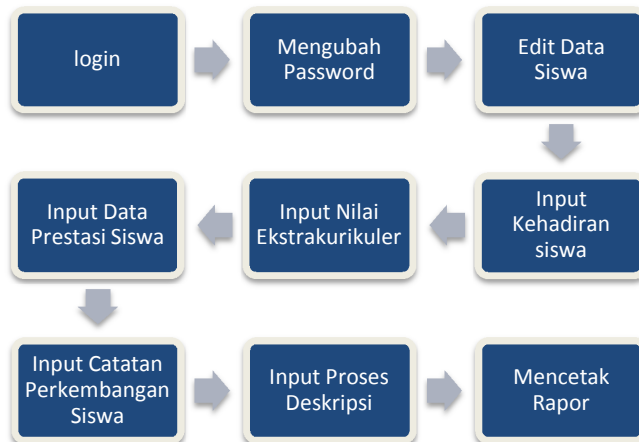 login
Mengubah
Password
Edit Data
Siswa
Input
Kehadiran
siswa
Input Nilai
Ekstrakurikuler
Input Data
Prestasi Siswa
Input Catatan
Perkembangan
Siswa
Input Proses
Deskripsi
Mencetak
Rapor